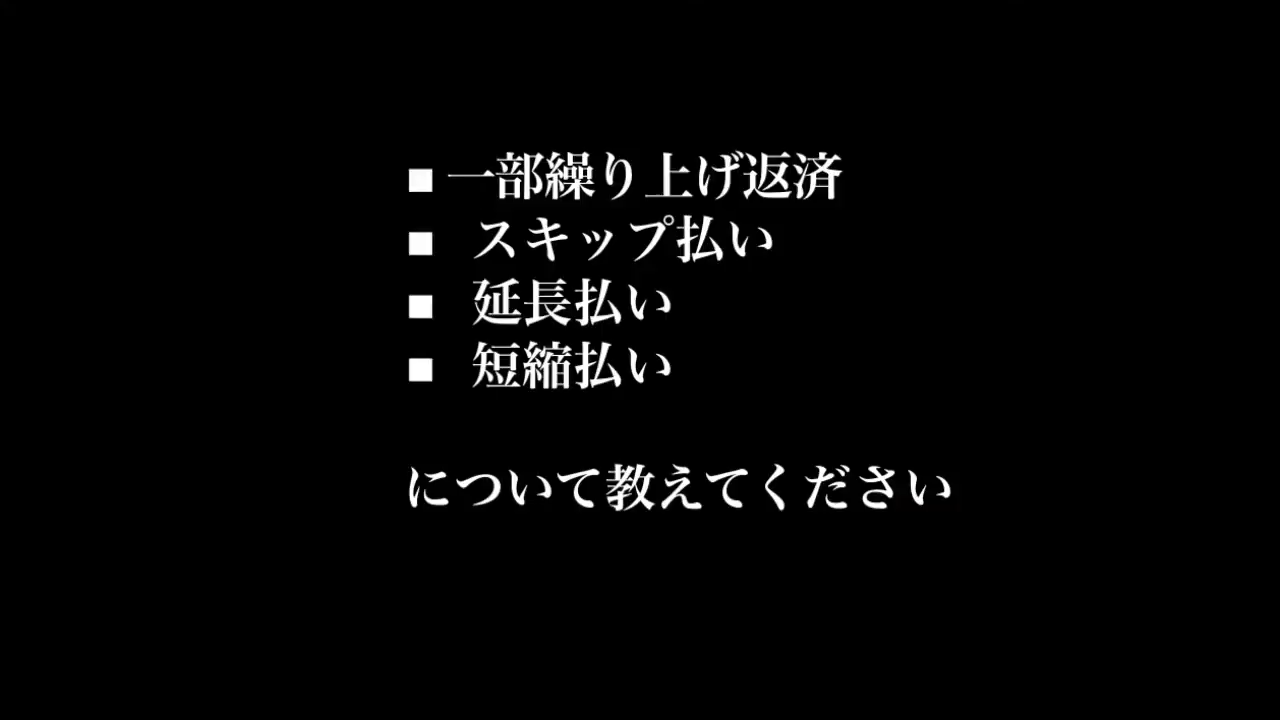 ■ 一部繰り上げ返済
■ スキップ払い
■ 延長払い
■ 短縮払い
について教えてください